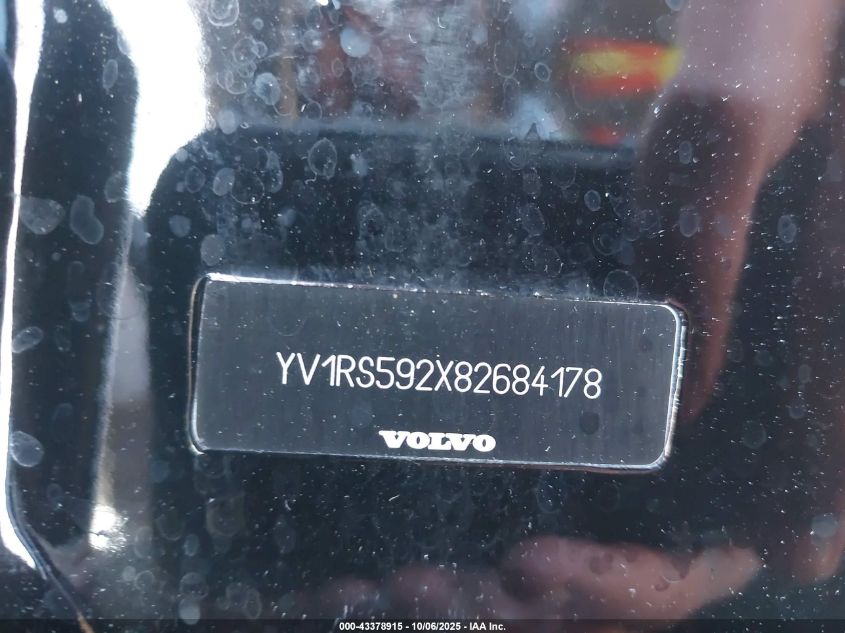 YV1RS592X82684178
VOLVO
000-43378915 - 10/06/2025 - IAA Inc.